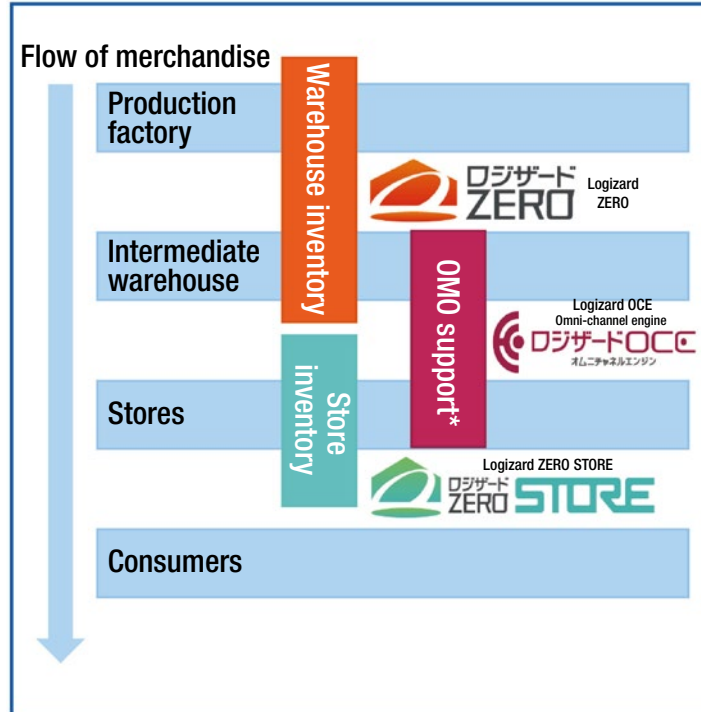 Flow of merchandise
Production
factory
Warehouse inventory
ロジザード
ZERO
Logizard
ZERO
Intermediate
warehouse
OMO support*
Logizard OCE
Omni-channel engine
ロジザードOCE
オムニチャネルエンジン
Store
inventory
Stores
Logizard ZERO STORE
ロジザード
ZERO STORE
Consumers